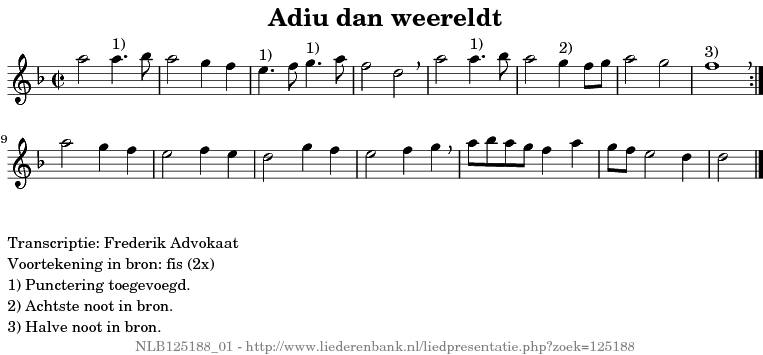 Adiu dan weereldt
1) 1) 1) 1) 2) 3)
9
Transcriptie: Frederik Advokaat
Voortekening in bron: fis (2x)
1) Punctering toegevoegd.
2) Achtste noot in bron.
3) Halve noot in bron.
NLB125188_01 - http://www.liederenbank.nl/liedpresentatie.php?zoek=125188